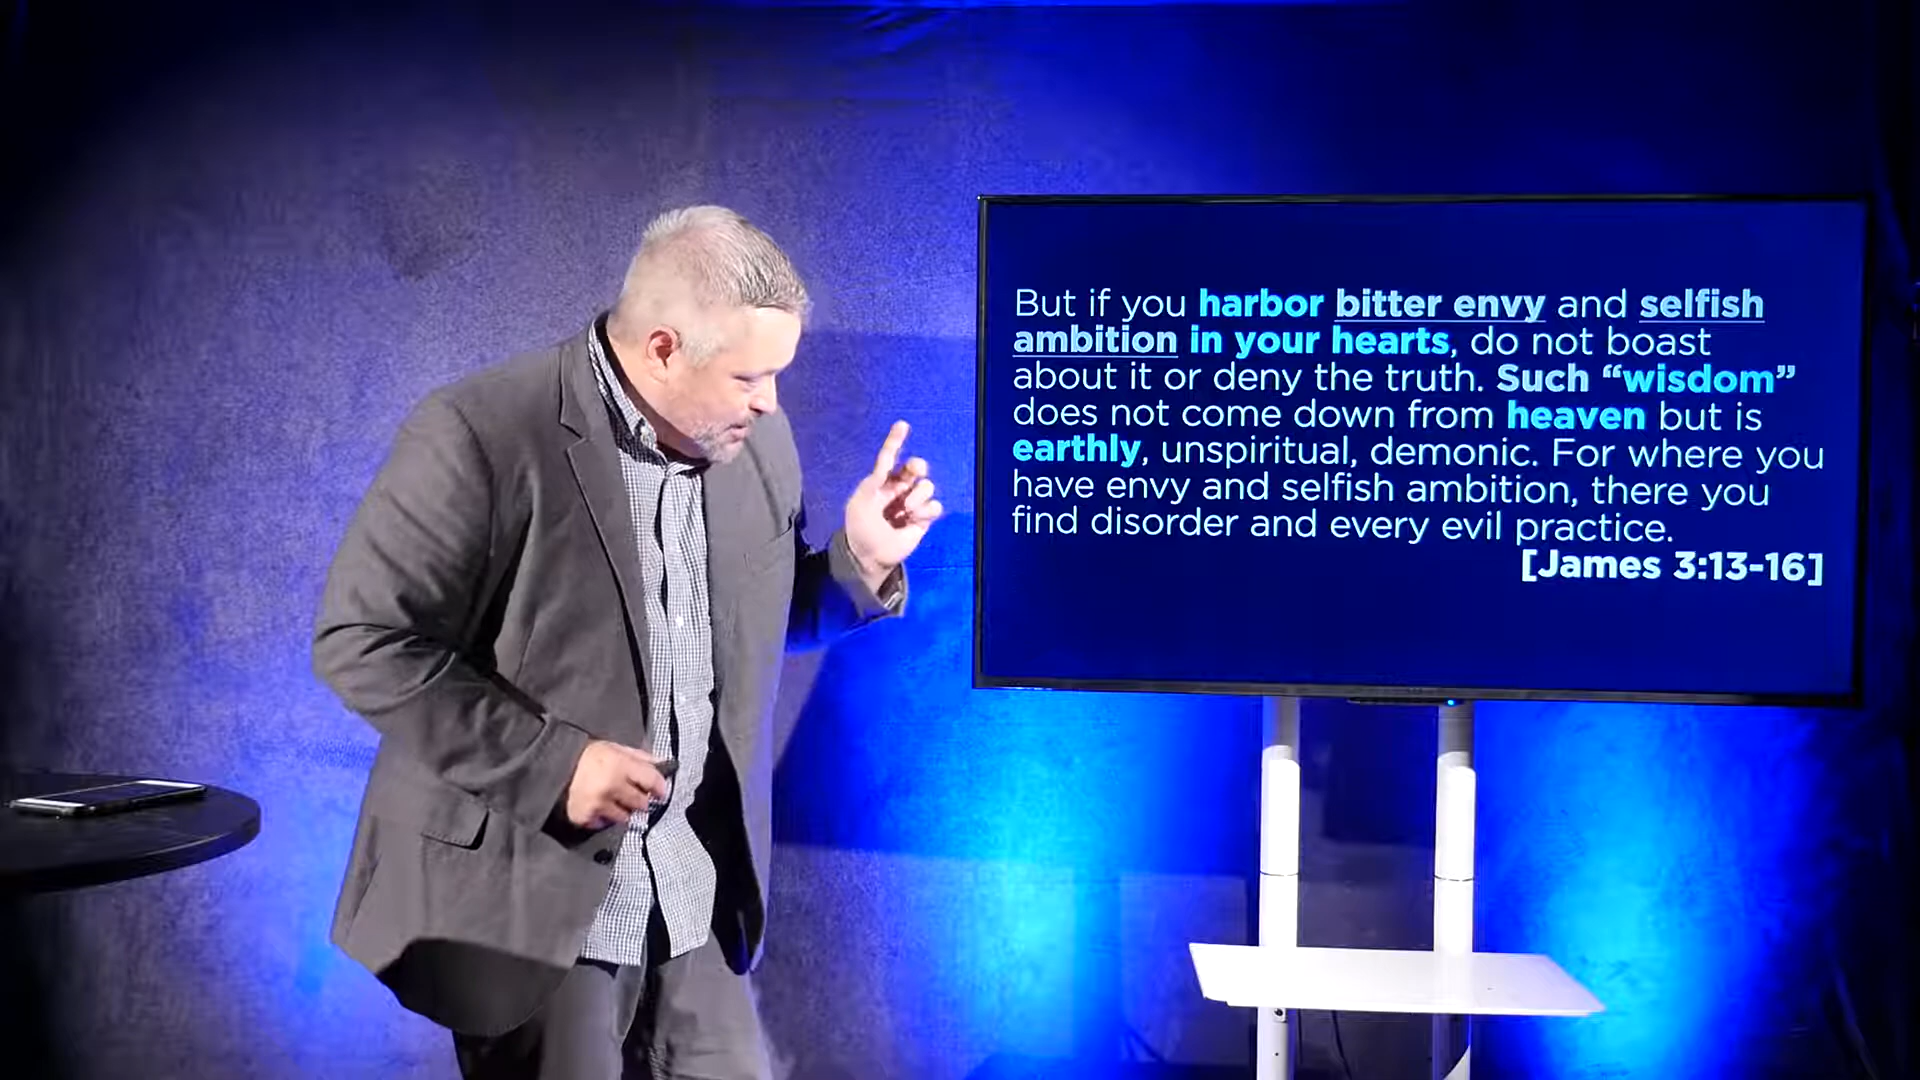 But if you harbor bitter envy and selfish
ambition in your hearts, do not boast
about it or deny the truth. Such “wisdom”
does not come down from heaven but is
earthly, unspiritual, demonic. For where you
have envy and selfish ambition, there you
find disorder and every evil practice.
[James 3:13-16]